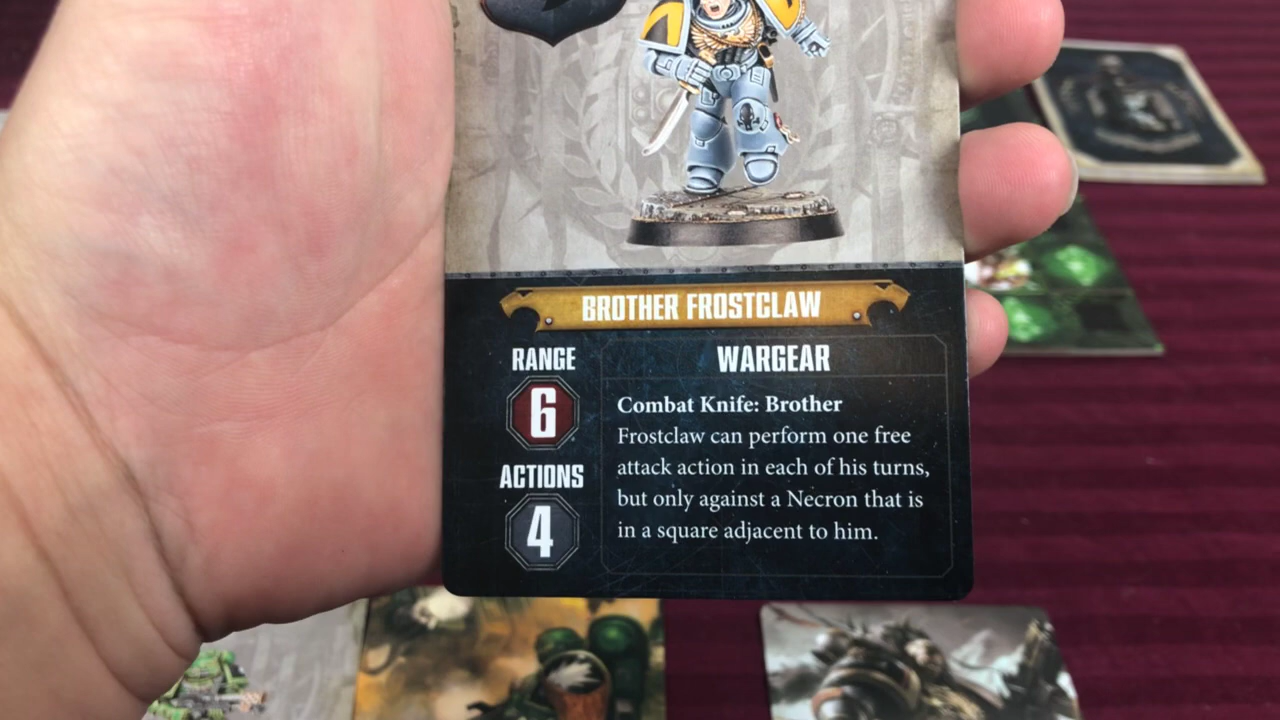 BROTHER FROSTCLAW
RANGE
6
ACTIONS
4
WARGEAR
Combat Knife: Brother
Frostclaw can perform one free
attack action in each of his turns,
but only against a Necron that is
in a square adjacent to him.